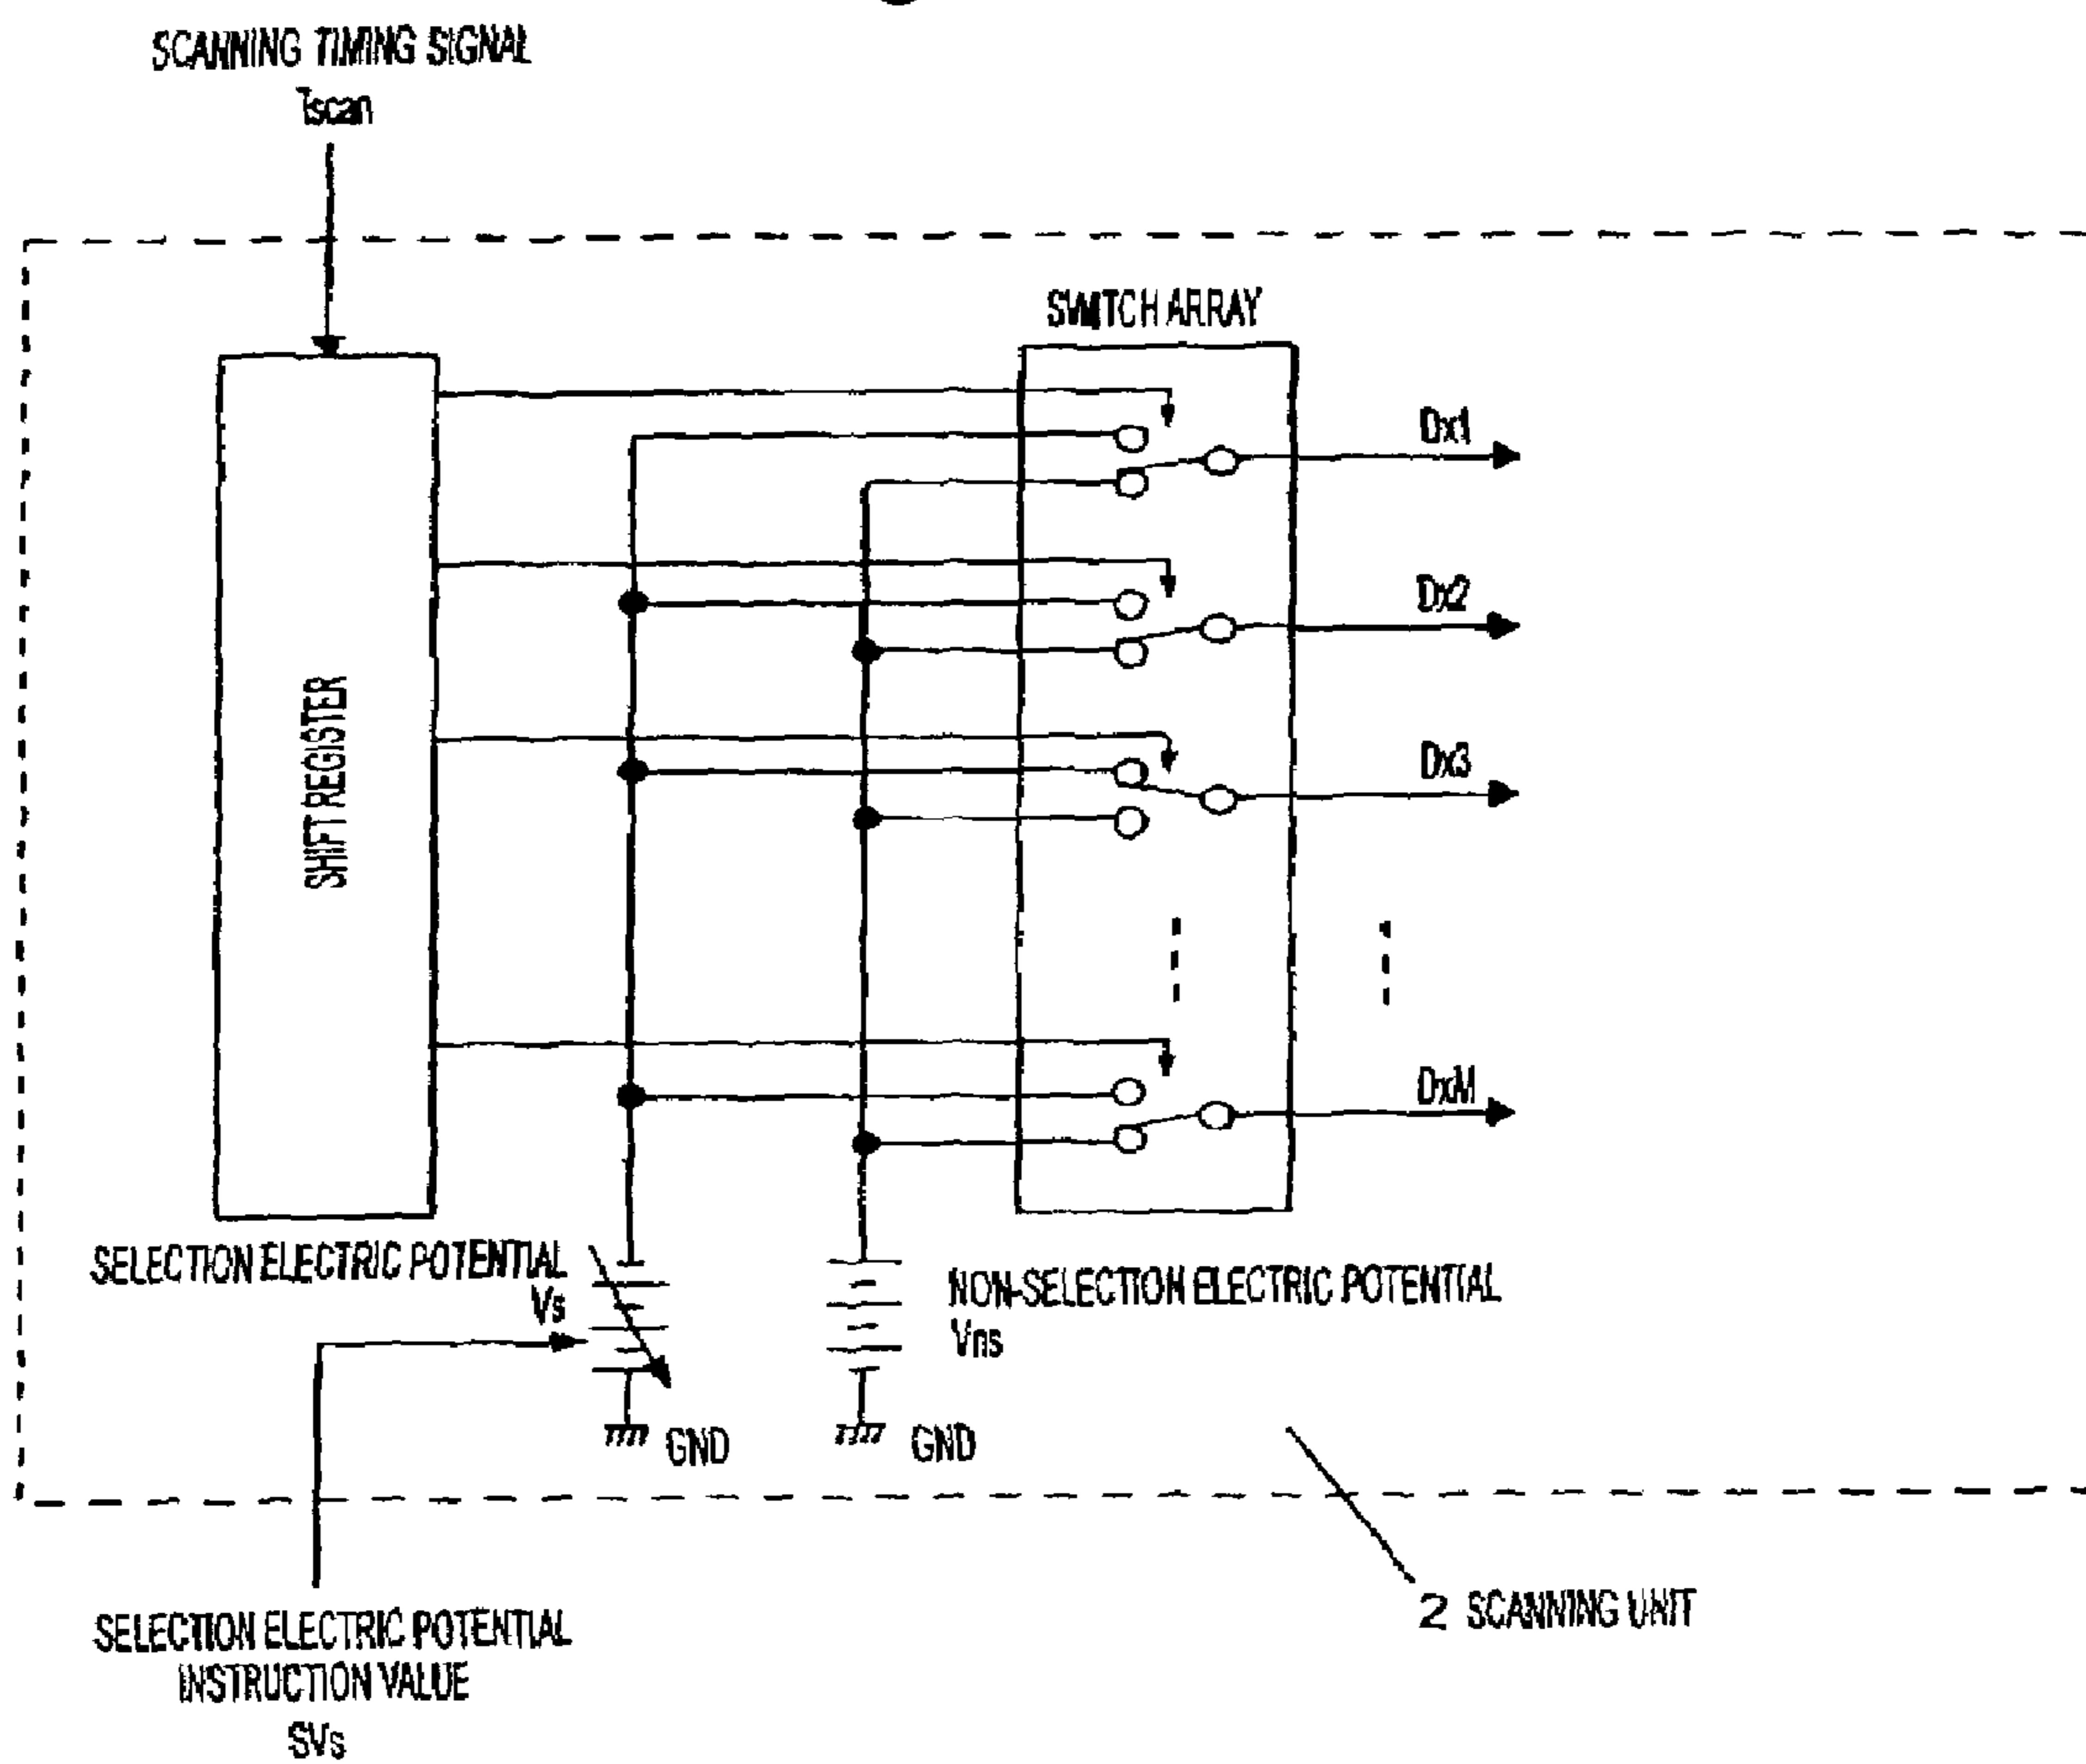 SCANNING TIMING SIGNAL
Tscan
SWITCH ARRAY
Dx1
Dx2
SHIFT REGISTER
Dx3
DxM
SELECTION ELECTRIC POTENTIAL
Vs
NON-SELECTION ELECTRIC POTENTIAL
Vns
GND
GND
2 SCANNING UNIT
SELECTION ELECTRIC POTENTIAL
INSTRUCTION VALUE
SVs